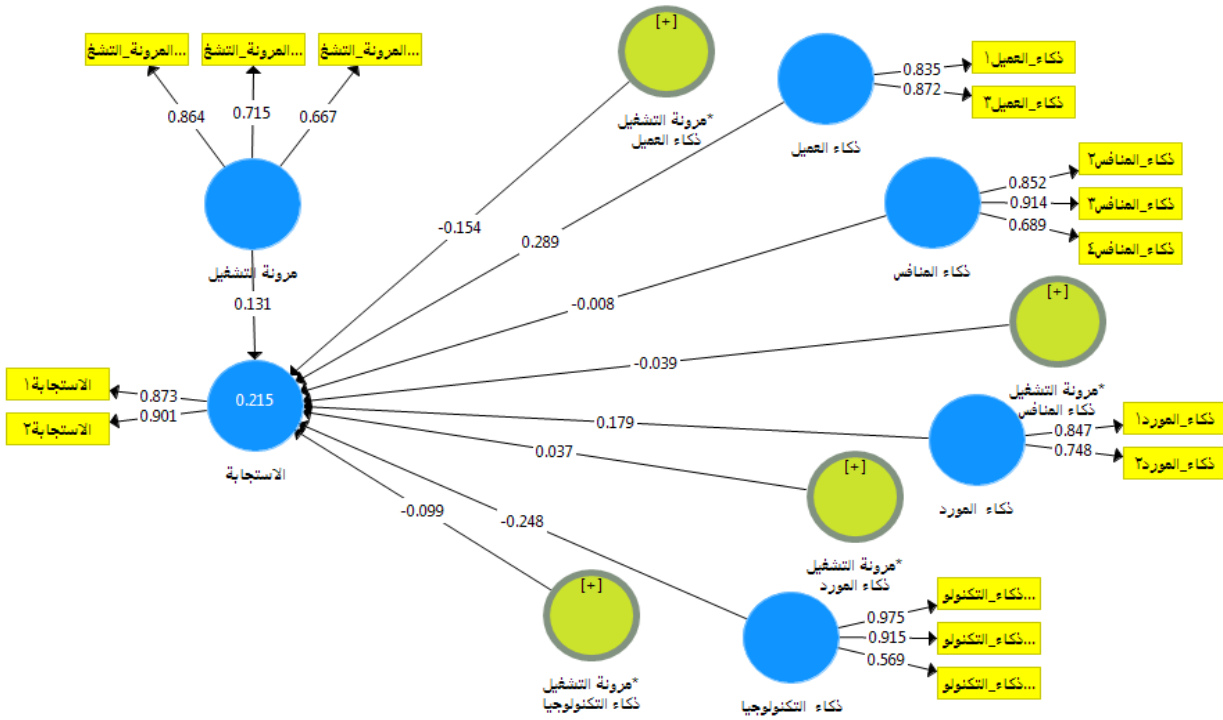 ...المرونة_التشغ
...المرونة_التشغ
...المرونة_التشغ
0.864
0.715
0.667
مرونة التشغيل
0.131
[+]
*مرونة التشغيل
ذكاء العميل
-0.154
ذكاء العميل
0.835
0.872
ذكاء_العميل١
ذكاء_العميل٣
0.289
ذكاء المنافس
0.852
0.914
0.689
ذكاء_المنافس٢
ذكاء_المنافس٣
ذكاء_المنافس٤
-0.008
[+]
*مرونة التشغيل
ذكاء المنافس
-0.039
الاستجابة١
الاستجابة٢
0.873
0.901
0.215
الاستجابة
0.179
ذكاء المورد
0.847
0.748
ذكاء_المورد١
ذكاء_المورد٢
0.037
[+]
*مرونة التشغيل
ذكاء المورد
-0.099
[+]
*مرونة التشغيل
ذكاء التكنولوجيا
-0.248
ذكاء التكنولوجيا
0.975
0.915
0.569
...ذكاء_التكنولو
...ذكاء_التكنولو
...ذكاء_التكنولو